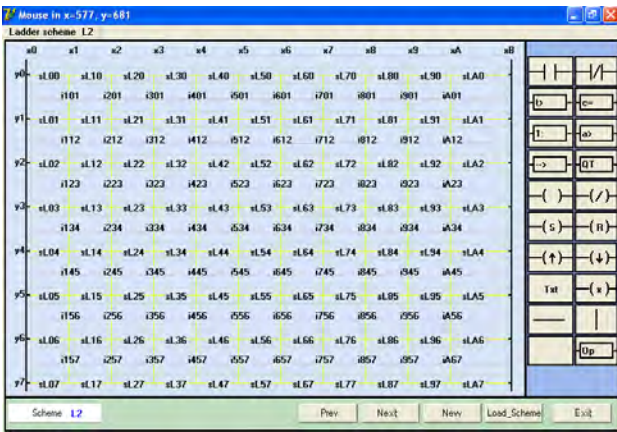 Mouse in x=577, y=681
Ladder scheme L2
x0 x1 x2 x3 x4 x5 x6 x7 x8 x9 xA xB
y0 sL00 sL10 sL20 sL30 sL40 sL50 sL60 sL70 sL80 sL90 sLA0
i101 i201 i301 i401 i501 i601 i701 i801 i901 iA01
y1 sL01 sL11 sL21 sL31 sL41 sL51 sL61 sL71 sL81 sL91 sLA1
i112 i212 i312 i412 i512 i612 i712 i812 i912 iA12
y2 sL02 sL12 sL22 sL32 sL42 sL52 sL62 sL72 sL82 sL92 sLA2
i123 i223 i323 i423 i523 i623 i723 i823 i923 iA23
y3 sL03 sL13 sL23 sL33 sL43 sL53 sL63 sL73 sL83 sL93 sLA3
i134 i234 i334 i434 i534 i634 i734 i834 i934 iA34
y4 sL04 sL14 sL24 sL34 sL44 sL54 sL64 sL74 sL84 sL94 sLA4
i145 i245 i345 i445 i545 i645 i745 i845 i945 iA45
y5 sL05 sL15 sL25 sL35 sL45 sL55 sL65 sL75 sL85 sL95 sLA5
i156 i256 i356 i456 i556 i656 i756 i856 i956 iA56
y6 sL06 sL16 sL26 sL36 sL46 sL56 sL66 sL76 sL86 sL96 sLA6
i157 i257 i357 i457 i557 i657 i757 i857 i957 iA67
y7 sL07 sL17 sL27 sL37 sL47 sL57 sL67 sL77 sL87 sL97 sLA7
b c=
1: a>
--> QT
( ) (/)
(S) (R)
(↑) (↓)
Txt (x)
Op
Scheme L2 Prev Next New Load_Scheme Exit